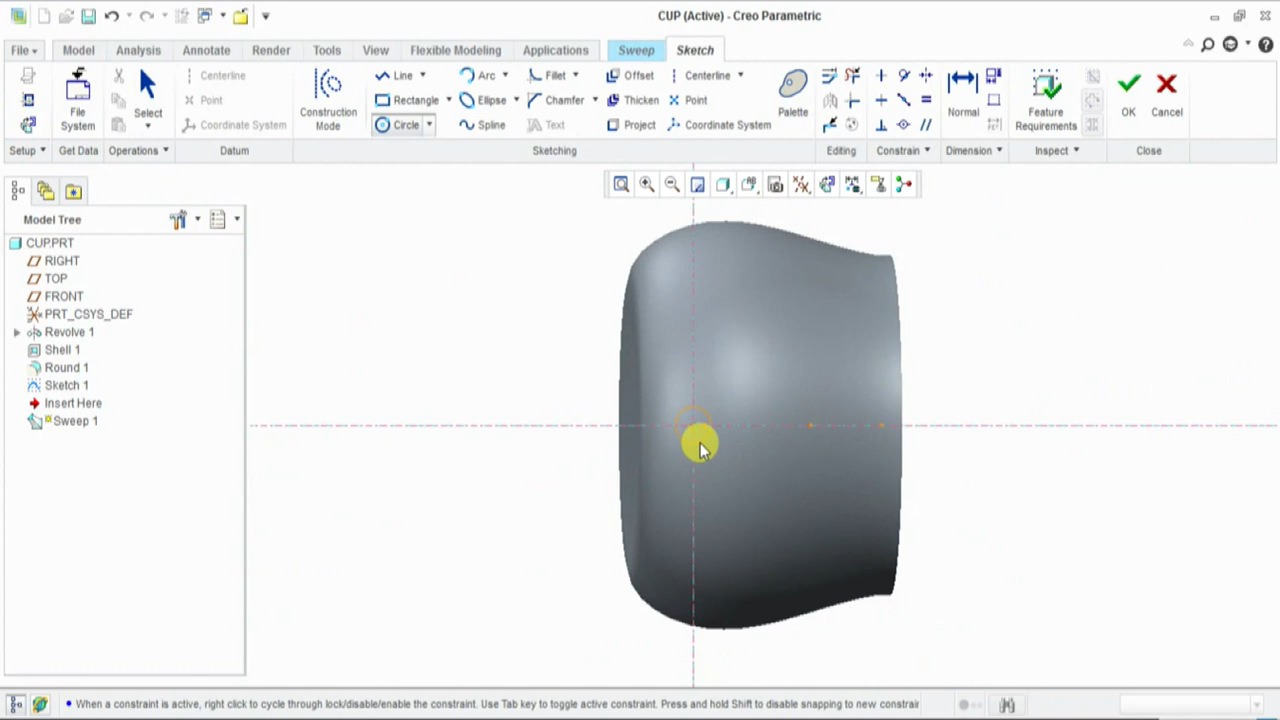 CUP (Active) - Creo Parametric
File Model Analysis Annotate Render Tools View Flexible Modeling Applications Sweep Sketch
Centerline Line Arc Fillet Offset Centerline
Point Rectangle Ellipse Chamfer Thicken Point
Coordinate System Circle Spline Text Project Coordinate System
File System Select Construction Mode Palette Normal Feature Requirements OK Cancel
Setup Get Data Operations Datum Sketching Editing Constrain Dimension Inspect Close
Model Tree
CUP.PRT
RIGHT
TOP
FRONT
PRT_CSYS_DEF
Revolve 1
Shell 1
Round 1
Sketch 1
Insert Here
Sweep 1
When a constraint is active, right click to cycle through lock/disable/enable the constraint. Use Tab key to toggle active constraint. Press and hold Shift to disable snapping to new constrair